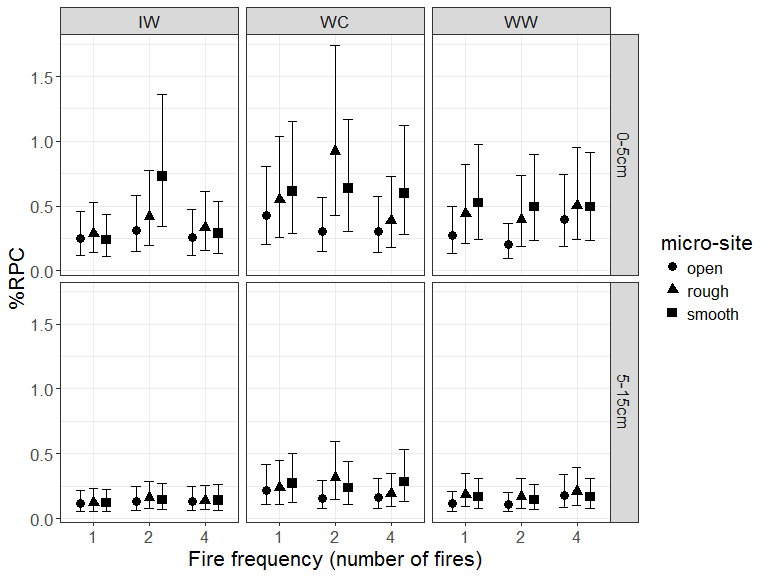 IW WC WW
1.5
1.0
0.5
0.0
0-5cm
%RPC
1.5
1.0
0.5
0.0
5-15cm
1 2 4 1 2 4 1 2 4
Fire frequency (number of fires)
micro-site
open
rough
smooth